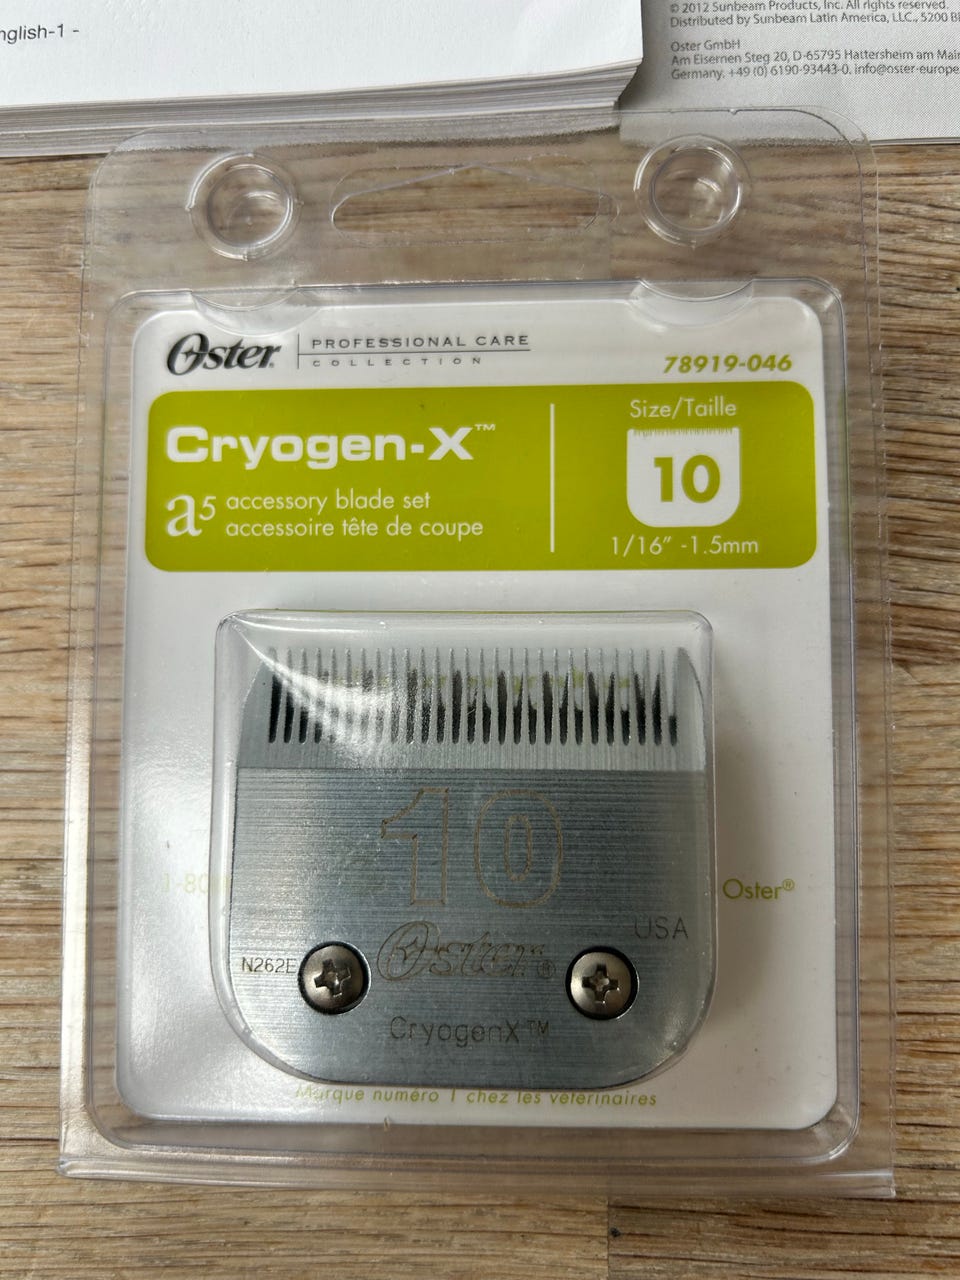 nglish-1 -
© 2012 Sunbeam Products, Inc. All rights reserved.
Distributed by Sunbeam Latin America, LLC., 5200
Oster GmbH
Am Eisernen Steg 20, D-65795 Hattersheim am
Germany. +49 (0) 6190-93443-0. info@oster-europe
Oster®
PROFESSIONAL CARE
COLLECTION
78919-046
Cryogen-X™
a5 accessory blade set
accessoire tête de coupe
Size/Taille
10
1/16" -1.5mm
10
1-800
Oster®
USA
N262E
Oster®
CryogenX™
Marque numéro 1 chez les vétérinaires